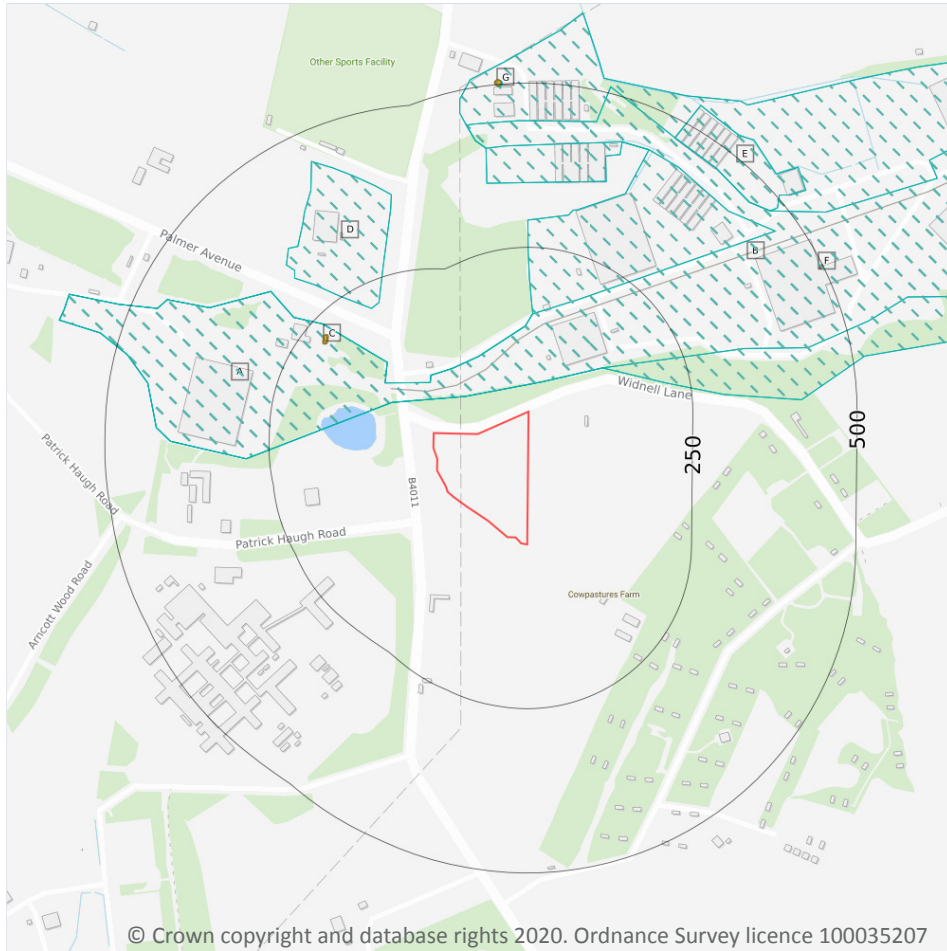 Other Sports Facility
G
E
D
Palmer Avenue
B
F
C
A
Widnell Lane
250
500
Patrick Haugh Road
B4011
Patrick Haugh Road
Arncott Wood Road
Cowpastures Farm
© Crown copyright and database rights 2020. Ordnance Survey licence 100035207